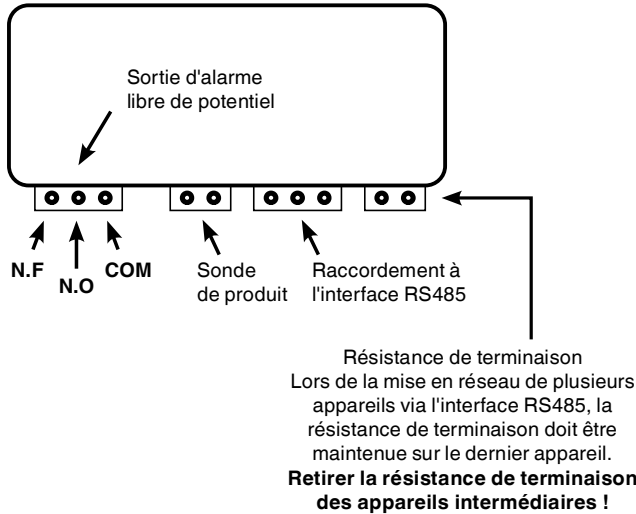 Sortie d'alarme
libre de potentiel
N.F
N.O
COM
Sonde
de produit
Raccordement à
l'interface RS485
Résistance de terminaison
Lors de la mise en réseau de plusieurs
appareils via l'interface RS485, la
résistance de terminaison doit être
maintenue sur le dernier appareil.
Retirer la résistance de terminaison
des appareils intermédiaires !